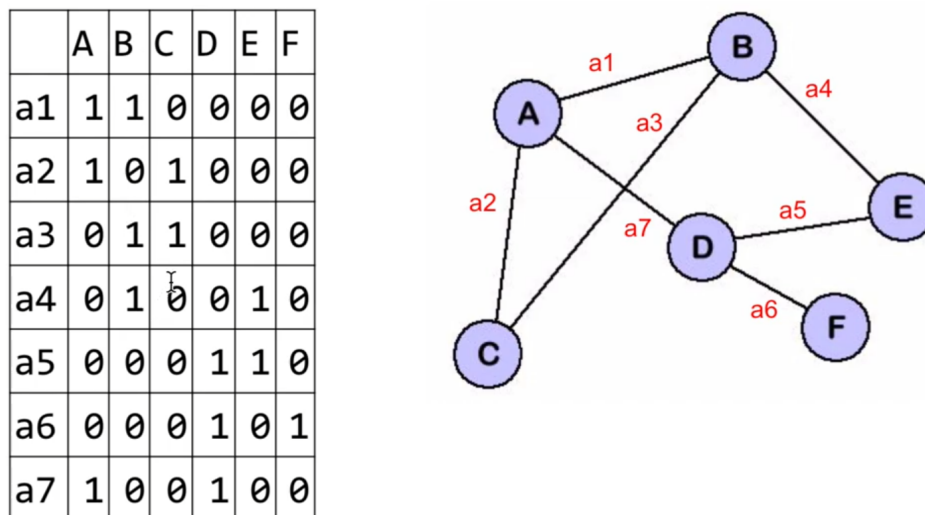 A B C D E F
a1 1 1 0 0 0 0
a2 1 0 1 0 0 0
a3 0 1 1 0 0 0
a4 0 1 0 0 1 0
a5 0 0 0 1 1 0
a6 0 0 0 1 0 1
a7 1 0 0 1 0 0
B
a1
a4
A
a3
a2
E
a5
a7
D
a6
F
C